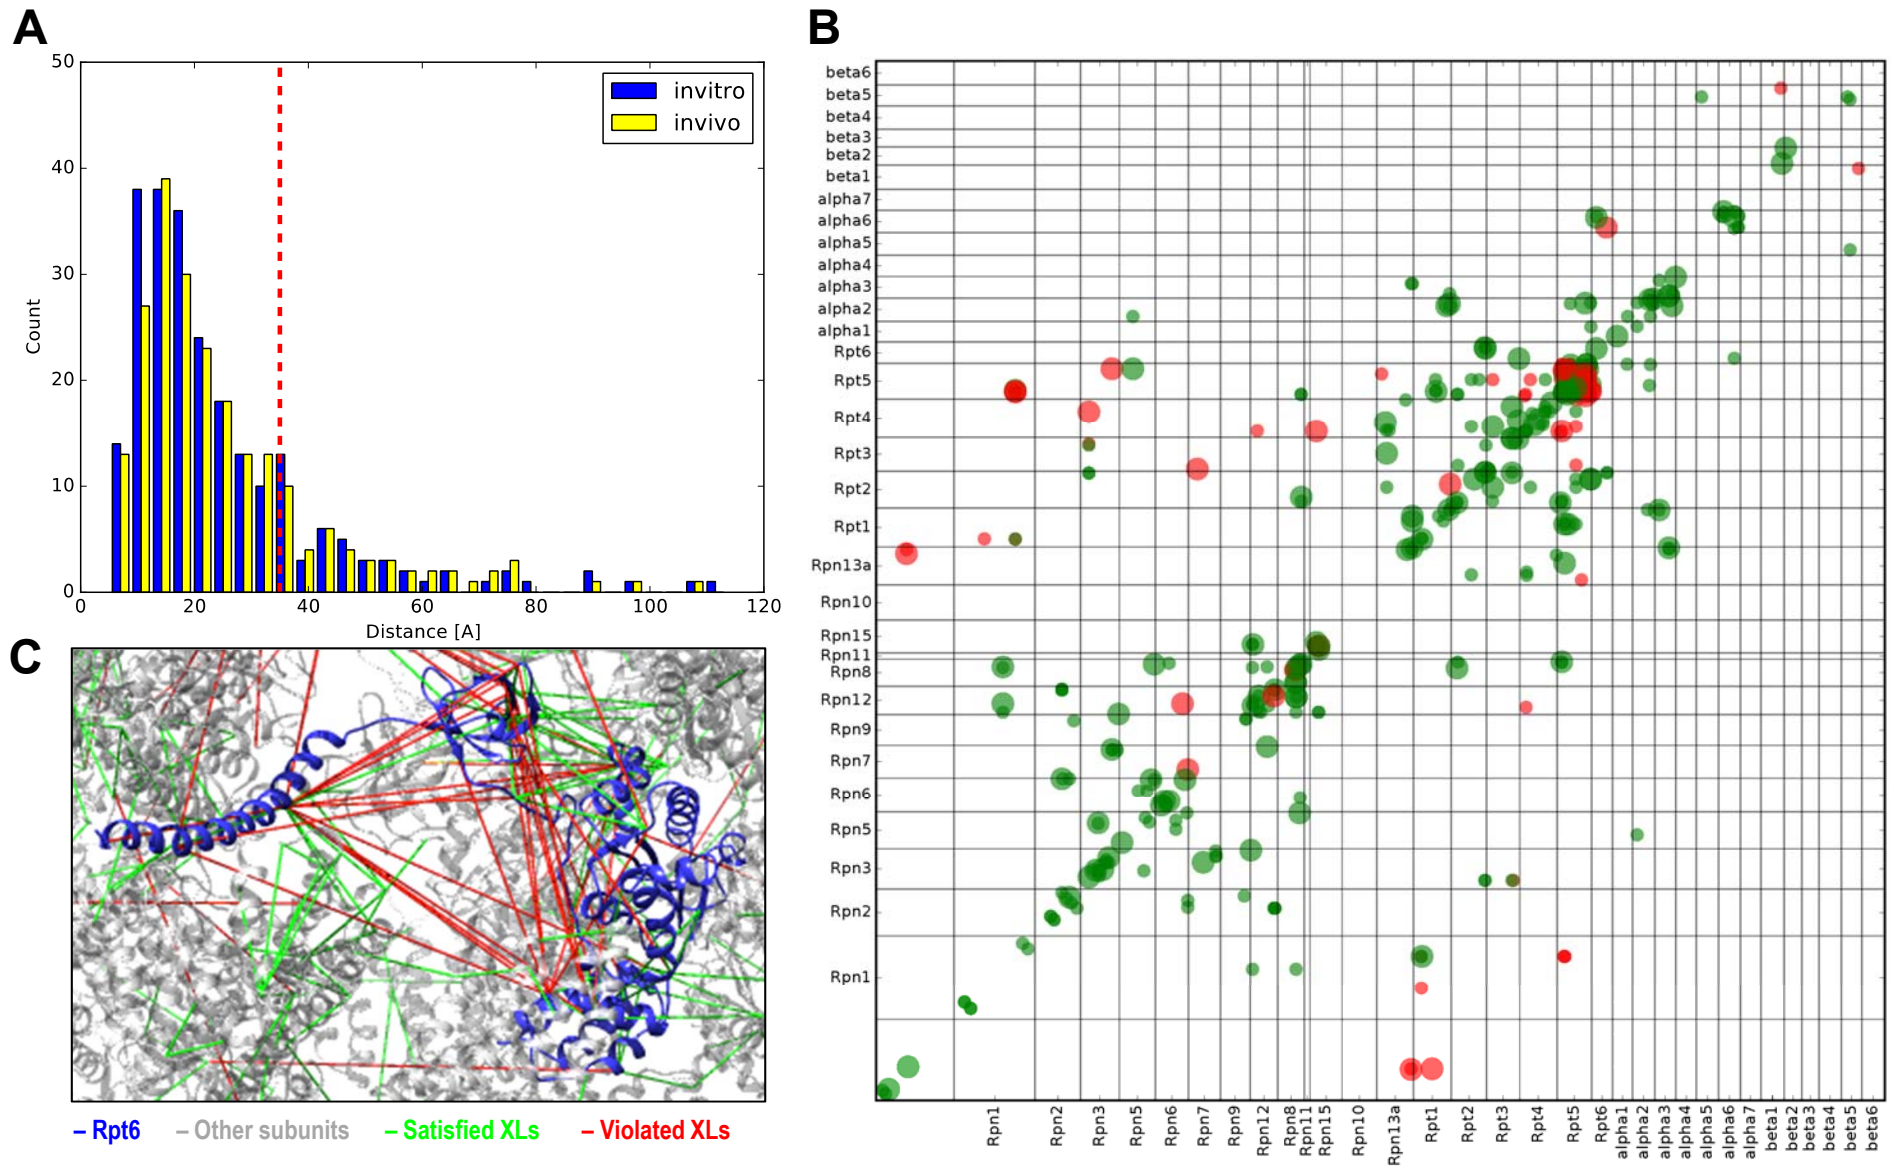 A
50
40
30
20
10
0
Count
0 20 40 60 80 100 120
Distance [A]
invitro
invivo
B
beta6
beta5
beta4
beta3
beta2
beta1
alpha7
alpha6
alpha5
alpha4
alpha3
alpha2
alpha1
Rpt6
Rpt5
Rpt4
Rpt3
Rpt2
Rpt1
Rpn13a
Rpn10
Rpn15
Rpn11
Rpn8
Rpn12
Rpn9
Rpn7
Rpn6
Rpn5
Rpn3
Rpn2
Rpn1
Rpn1
Rpn2
Rpn3
Rpn5
Rpn6
Rpn7
Rpn9
Rpn12
Rpn8
Rpn11
Rpn15
Rpn10
Rpn13a
Rpt1
Rpt2
Rpt3
Rpt4
Rpt5
Rpt6
alpha1
alpha2
alpha3
alpha4
alpha5
alpha6
alpha7
beta1
beta2
beta3
beta4
beta5
beta6
C
– Rpt6 – Other subunits – Satisfied XLs – Violated XLs